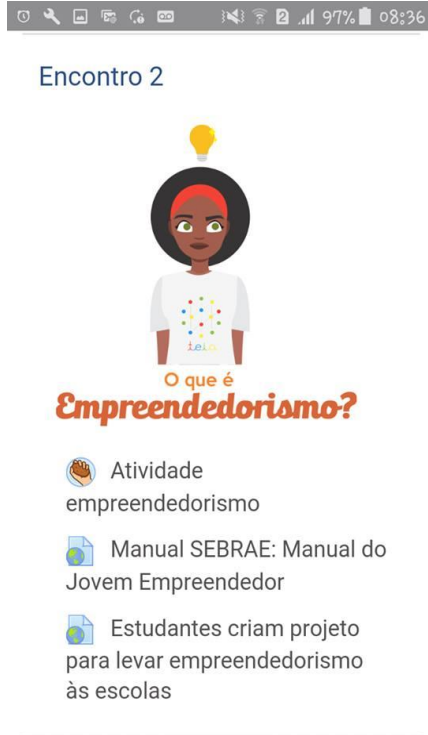 2 97% 08:36
Encontro 2
teia
O que é
Empreendedorismo?
Atividade
empreendedorismo
Manual SEBRAE: Manual do
Jovem Empreendedor
Estudantes criam projeto
para levar empreendedorismo
às escolas